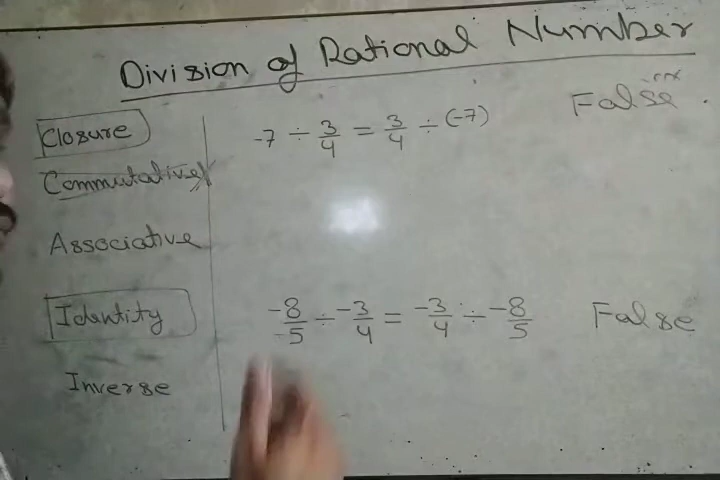 Division of Rational Number
Closure
-7 ÷ 3/4 = 3/4 ÷ (-7)
False
Commutative
Associative
Identity
-8/5 ÷ -3/4 = -3/4 ÷ -8/5
False
Inverse